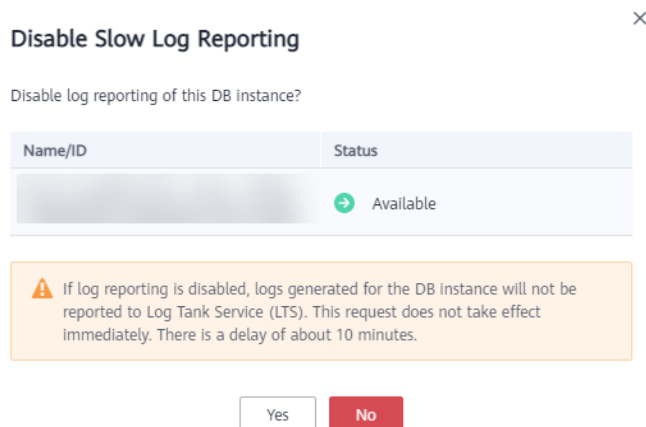 Disable Slow Log Reporting
Disable log reporting of this DB instance?
Name/ID Status
Available
If log reporting is disabled, logs generated for the DB instance will not be
reported to Log Tank Service (LTS). This request does not take effect
immediately. There is a delay of about 10 minutes.
Yes No